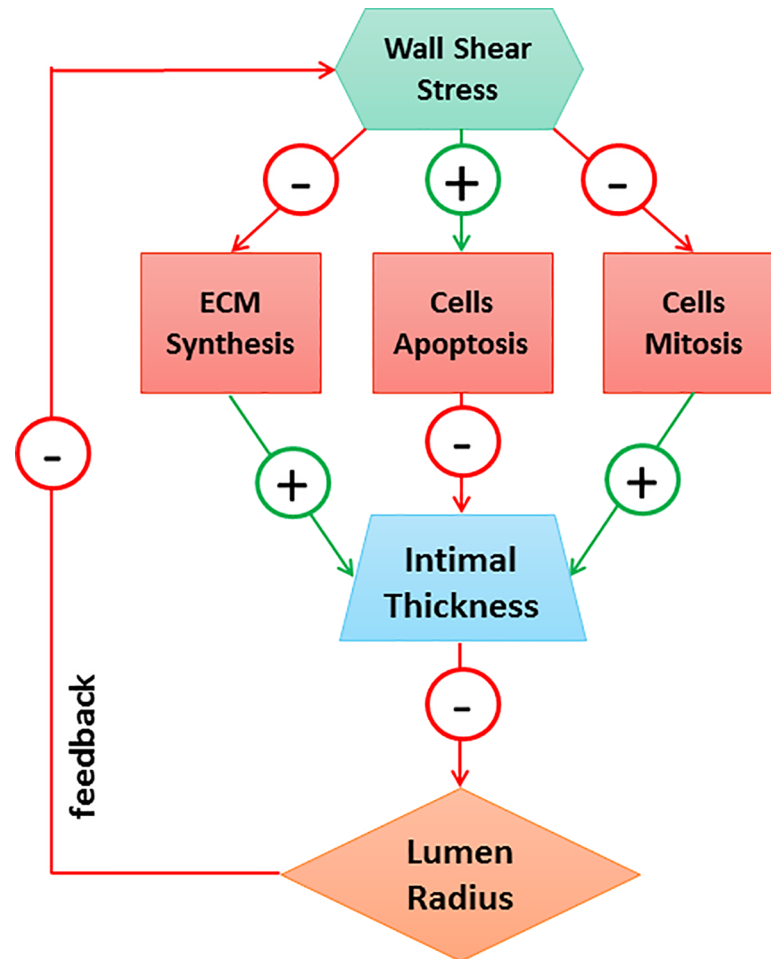 Wall Shear
Stress
-
+
-
ECM
Synthesis
Cells
Apoptosis
Cells
Mitosis
-
-
+
+
Intimal
Thickness
-
feedback
Lumen
Radius